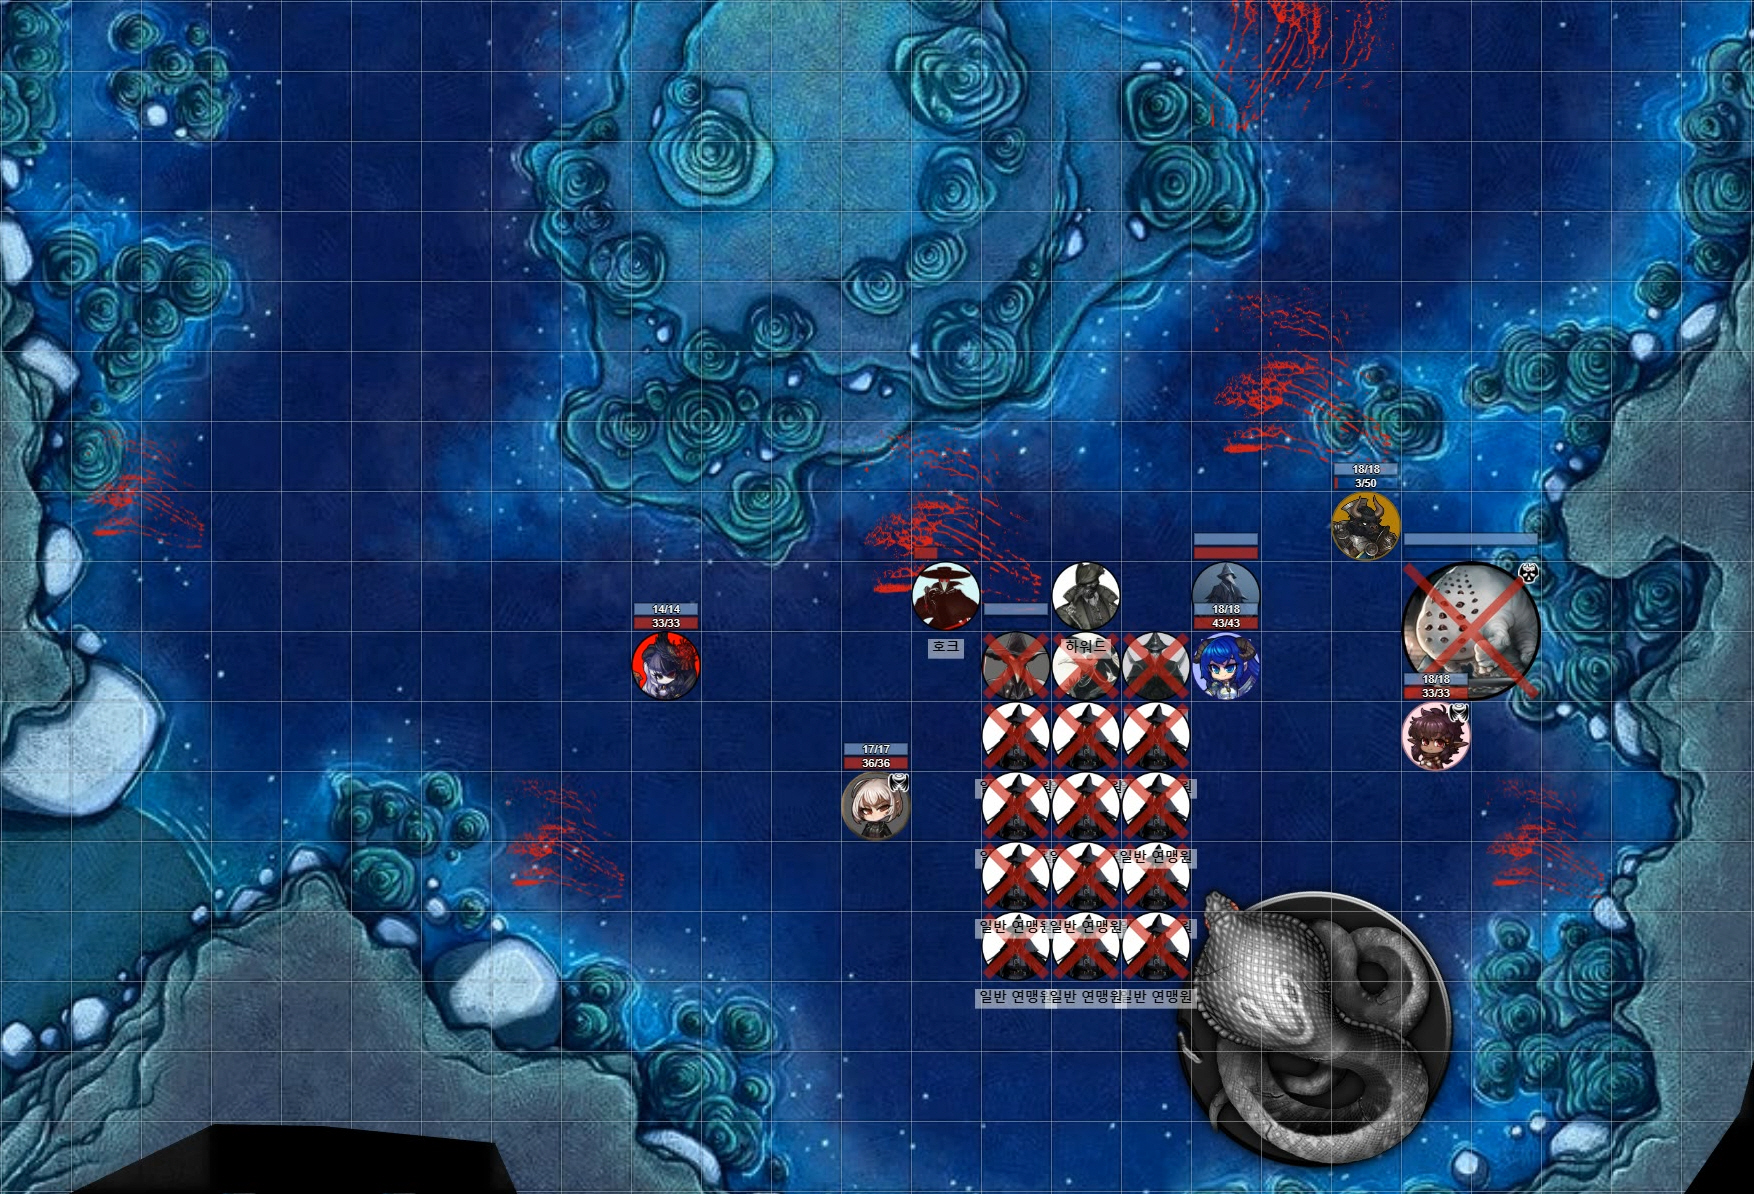 18/18
3/50
14/14
33/33
18/18
43/43
호크
하워드
18/18
33/33
17/17
36/36
일반 연맹원
일반 연맹원
일반 연맹원
일반 연맹원
일반 연맹원
일반 연맹원